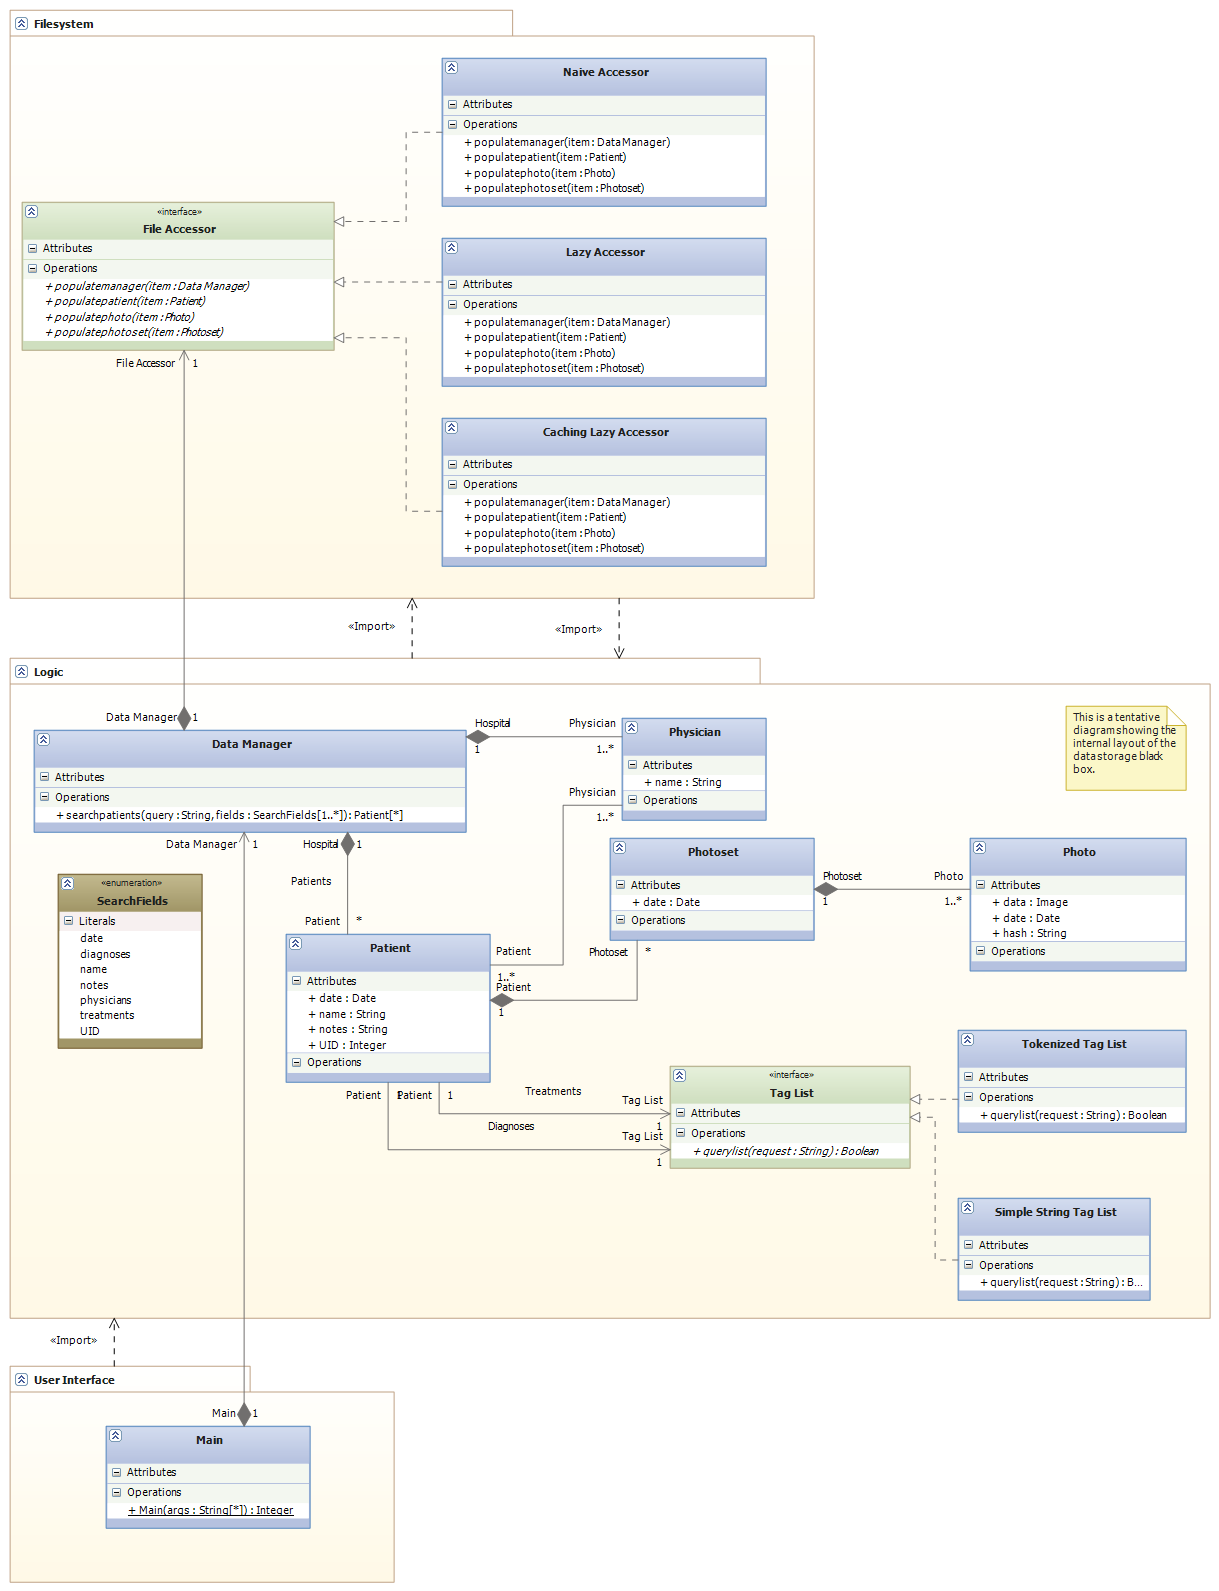 Filesystem
Naive Accessor
Attributes
Operations
+ populatemanager(item : Data Manager)
+ populatepatient(item : Patient)
+ populatephoto(item : Photo)
+ populatephotoset(item : Photoset)
«interface»
File Accessor
Attributes
Operations
+ populatemanager(item : Data Manager)
+ populatepatient(item : Patient)
+ populatephoto(item : Photo)
+ populatephotoset(item : Photoset)
File Accessor 1
Lazy Accessor
Attributes
Operations
+ populatemanager(item : Data Manager)
+ populatepatient(item : Patient)
+ populatephoto(item : Photo)
+ populatephotoset(item : Photoset)
Caching Lazy Accessor
Attributes
Operations
+ populatemanager(item : Data Manager)
+ populatepatient(item : Patient)
+ populatephoto(item : Photo)
+ populatephotoset(item : Photoset)
«Import»
«Import»
Logic
Data Manager 1
Data Manager
Attributes
Operations
+ searchpatients(query : String, fields : SearchFields[1..*]) : Patient[*]
Hospital
1
Physician
1..*
Physician
Attributes
+ name : String
Operations
Physician
1..*
This is a tentative
diagram showing the
internal layout of the
data storage black
box.
Data Manager 1
Hospital 1
Patients
Patient *
«enumeration»
SearchFields
Literals
date
diagnoses
name
notes
physicians
treatments
UID
Photoset
Attributes
+ date : Date
Operations
Photoset
1
Photo
1..*
Photo
Attributes
+ data : Image
+ date : Date
+ hash : String
Operations
Photoset *
Patient
Attributes
+ date : Date
+ name : String
+ notes : String
+ UID : Integer
Operations
Patient
1..*
Patient
1
Patient 1
Patient 1
Treatments
Tag List
1
Diagnoses
Tag List
1
«interface»
Tag List
Attributes
Operations
+ querylist(request : String) : Boolean
Tokenized Tag List
Attributes
Operations
+ querylist(request : String) : Boolean
Simple String Tag List
Attributes
Operations
+ querylist(request : String) : B...
«Import»
User Interface
Main 1
Main
Attributes
Operations
+ Main(args : String[*]) : Integer